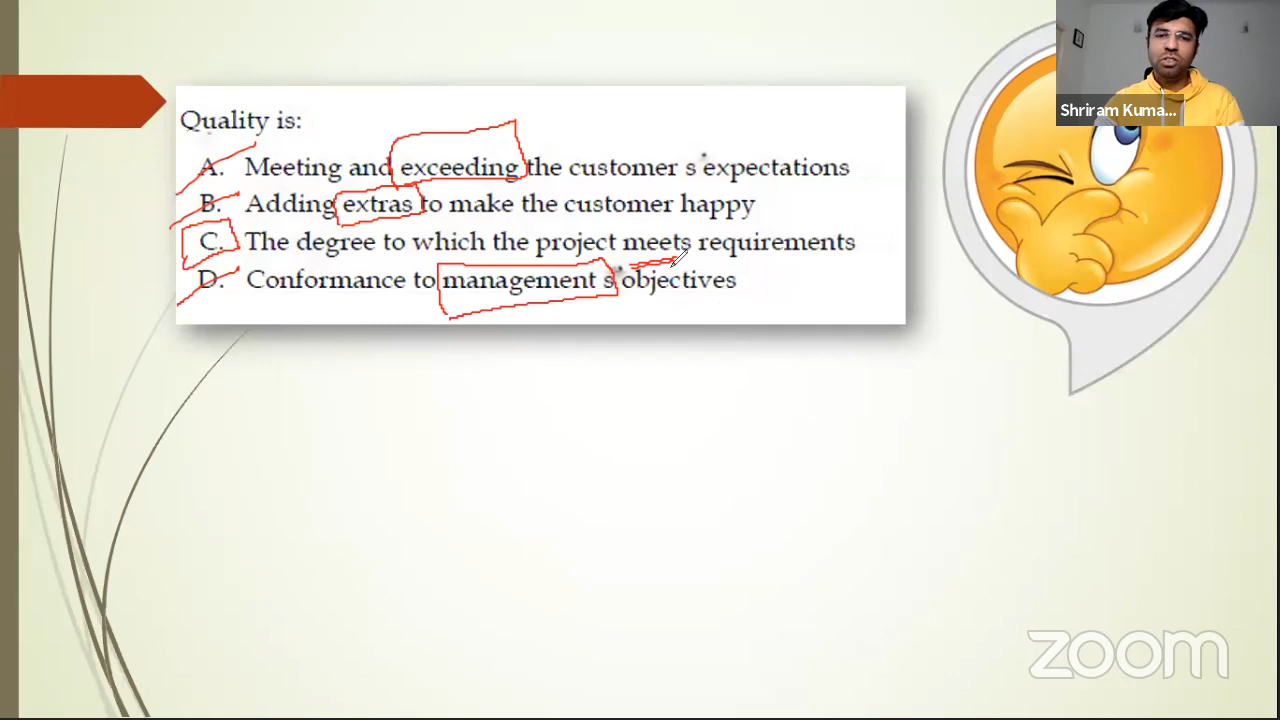 Shriram Kuma...
Quality is:
A. Meeting and exceeding the customer s expectations
B. Adding extras to make the customer happy
C. The degree to which the project meets requirements
D. Conformance to management s objectives
zoom